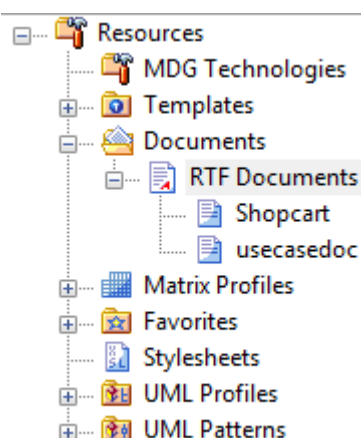 Resources
MDG Technologies
Templates
Documents
RTF Documents
Shopcart
usecasedoc
Matrix Profiles
Favorites
Stylesheets
UML Profiles
UML Patterns